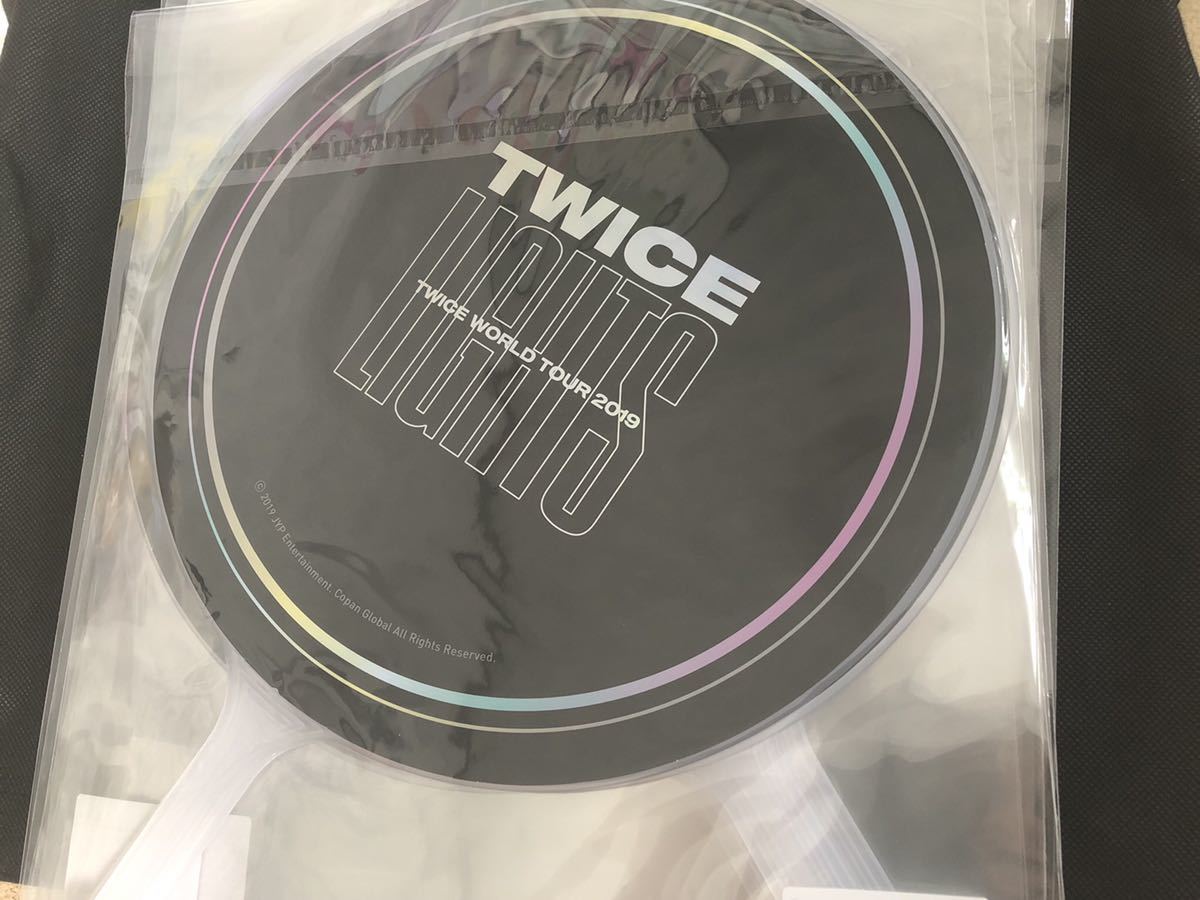 TWICE
LIGHTS
TWICE WORLD TOUR 2019
© 2019 JYP Entertainment. Copan Global All Rights Reserved.